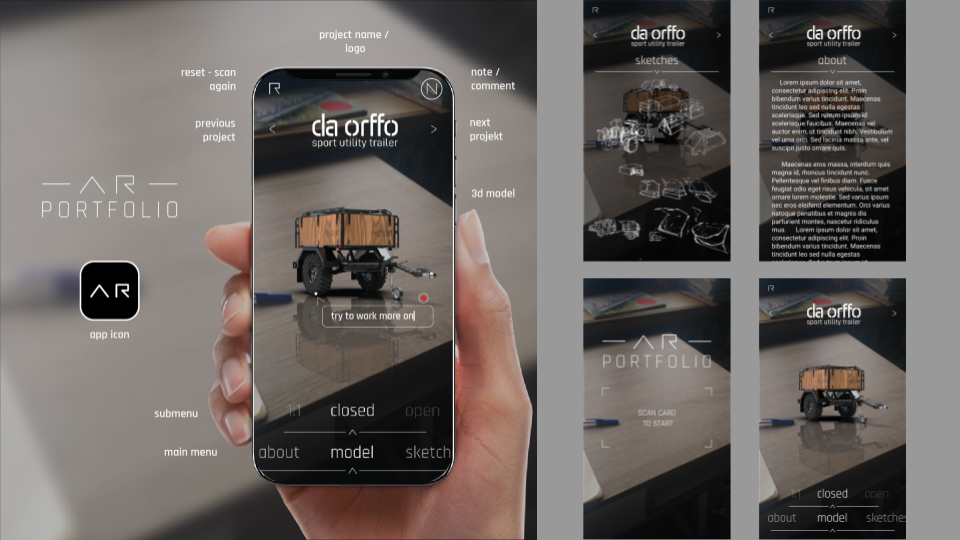 project name /
logo
reset - scan
again
note /
comment
previous
project
next
projekt
3d model
submenu
main menu
AR
PORTFOLIO
AR
app icon
R
N
<
da orffo
>
sport utility trailer
try to work more on
1:1
closed
open
about
model
sketch
R
<
da orffo
>
sport utility trailer
sketches
R
<
da orffo
>
sport utility trailer
about
Lorem ipsum dolor sit amet,
consectetur adipiscing elit. Proin
bibendum varius tincidunt. Maecenas
tincidunt leo sed nulla egestas
scelerisque. Sed rutrum ipsum at
scelerisque faucibus. Maecenas vel
auctor enim, ut tincidunt nibh. Vestibulum
vel urna orci. Sed lacinia massa ante, vel
suscipit justo ornare quis.
Maecenas eros massa, interdum quis
magna id, rhoncus tincidunt nunc.
Pellentesque vel finibus diam. Fusce
feugiat odio eget risus vehicula, sit amet
ornare lorem molestie. Sed varius ipsum
nec eros eleifend elementum. Orci varius
natoque penatibus et magnis dis
parturient montes, nascetur ridiculus
mus. Lorem ipsum dolor sit amet,
consectetur adipiscing elit. Proin
bibendum varius tincidunt. Maecenas
tincidunt leo sed nulla egestas
AR
PORTFOLIO
SCAN CARD
TO START
R
da orffo
>
sport utility trailer
1:1
closed
open
about
model
sketches